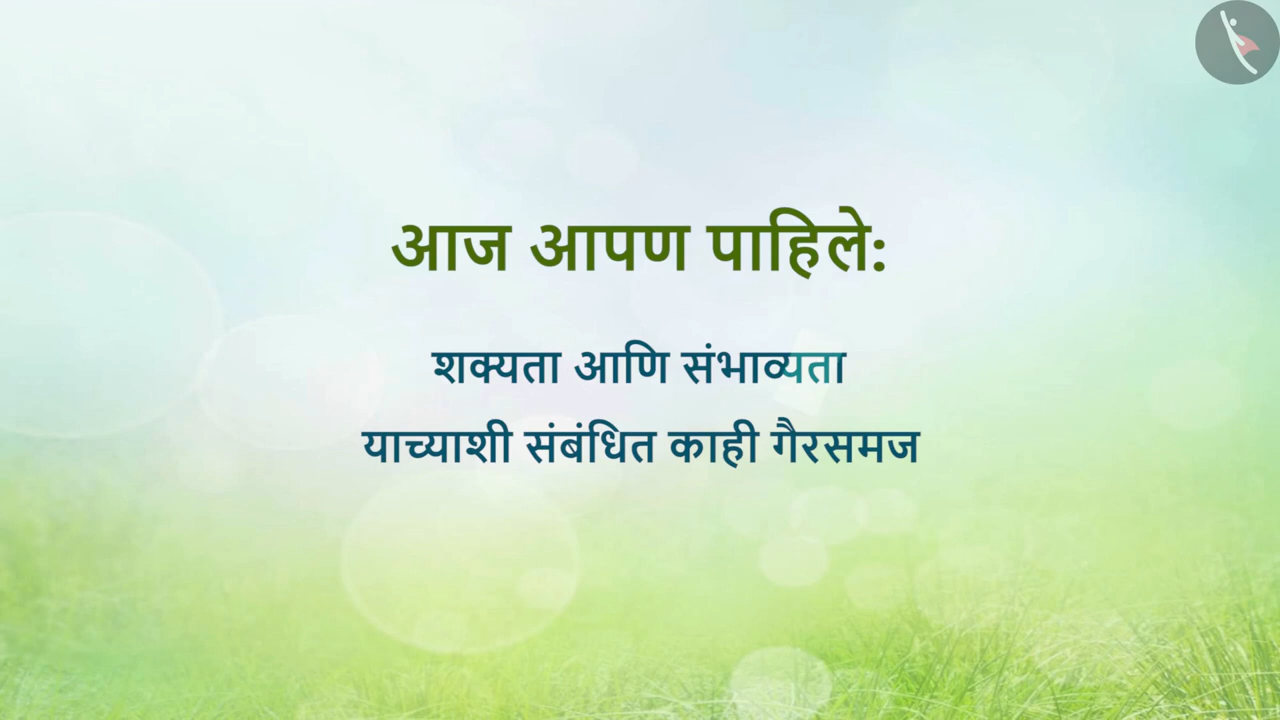 आज आपण पाहिले:
शक्यता आणि संभाव्यता
याच्याशी संबंधित काही गैरसमज